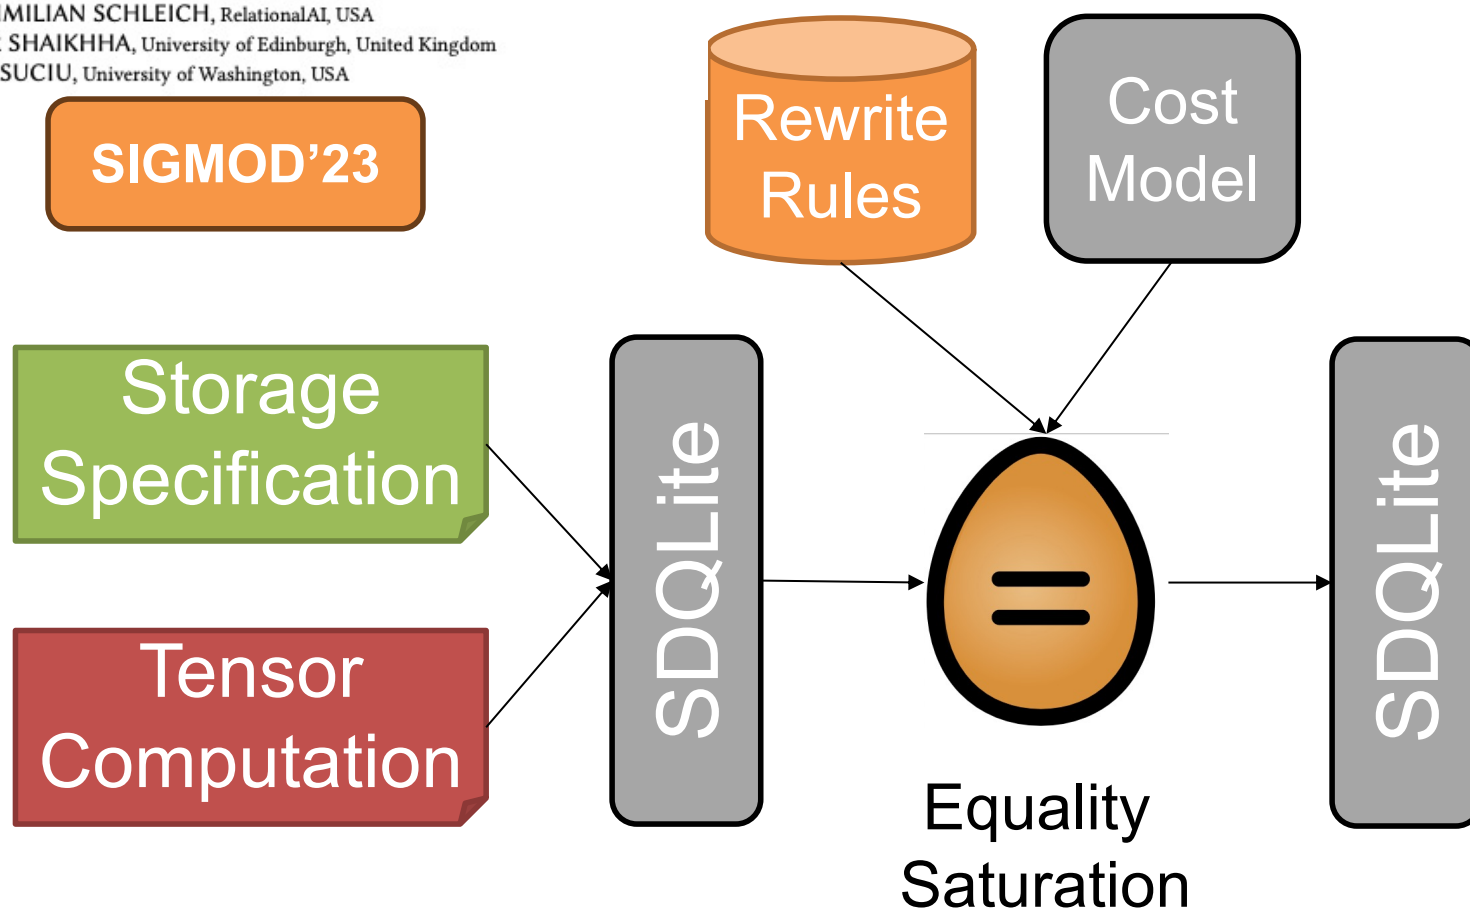 MILIAN SCHLEICH, RelationalAI, USA
SHAIKHHA, University of Edinburgh, United Kingdom
SUCIU, University of Washington, USA
SIGMOD’23
Rewrite
Rules
Cost
Model
Storage
Specification
Tensor
Computation
SDQLite
=
Equality
Saturation
SDQLite